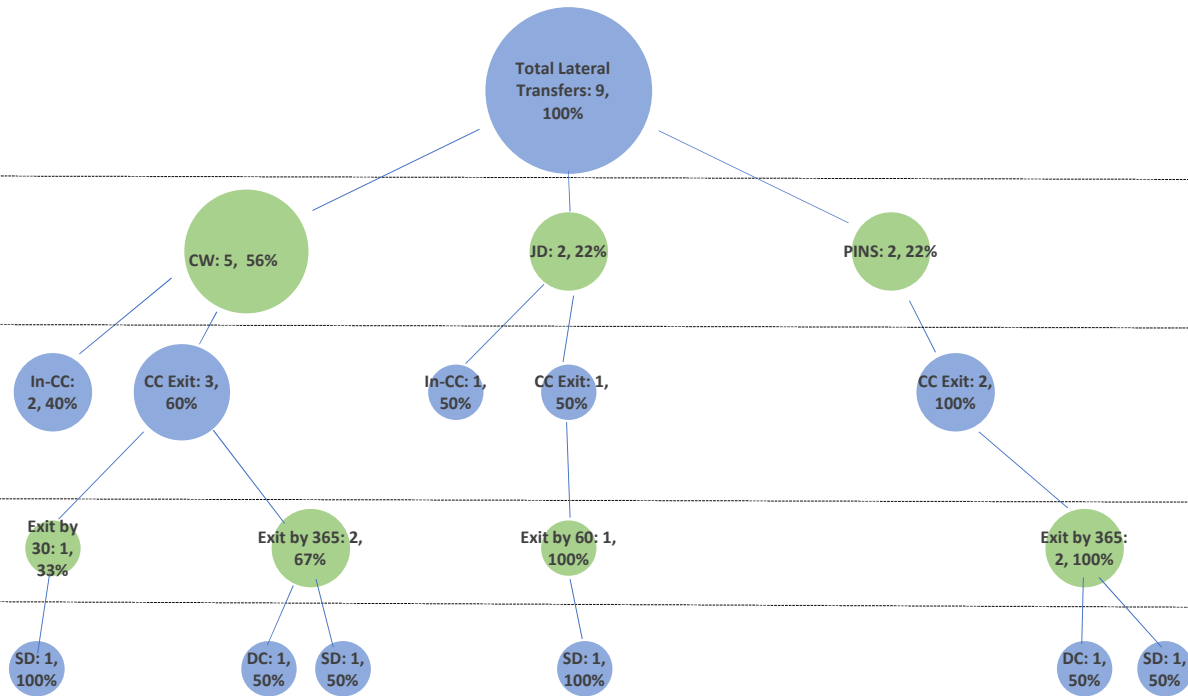 Total Lateral
Transfers: 9,
100%
CW: 5,  56%
JD: 2, 22%
PINS: 2, 22%
In-CC:
2, 40%
CC Exit: 3,
60%
In-CC: 1,
50%
CC Exit: 1,
50%
CC Exit: 2,
100%
Exit by
30: 1,
33%
Exit by 365: 2,
67%
Exit by 60: 1,
100%
Exit by 365:
2, 100%
SD: 1,
100%
DC: 1,
50%
SD: 1,
50%
SD: 1,
100%
DC: 1,
50%
SD: 1,
50%